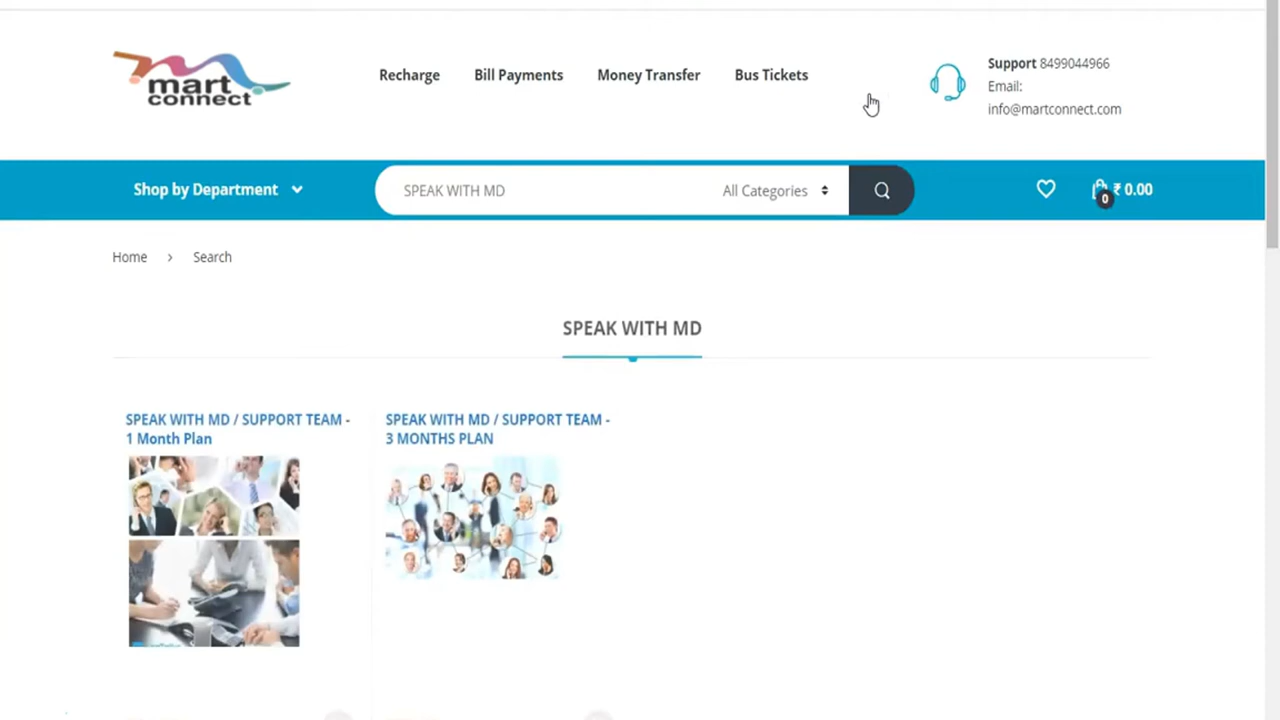 mart
connect
Recharge Bill Payments Money Transfer Bus Tickets
Support 8499044966
Email:
info@martconnect.com
Shop by Department
SPEAK WITH MD All Categories
0 ₹ 0.00
Home > Search
SPEAK WITH MD
SPEAK WITH MD / SUPPORT TEAM -
1 Month Plan
SPEAK WITH MD / SUPPORT TEAM -
3 MONTHS PLAN